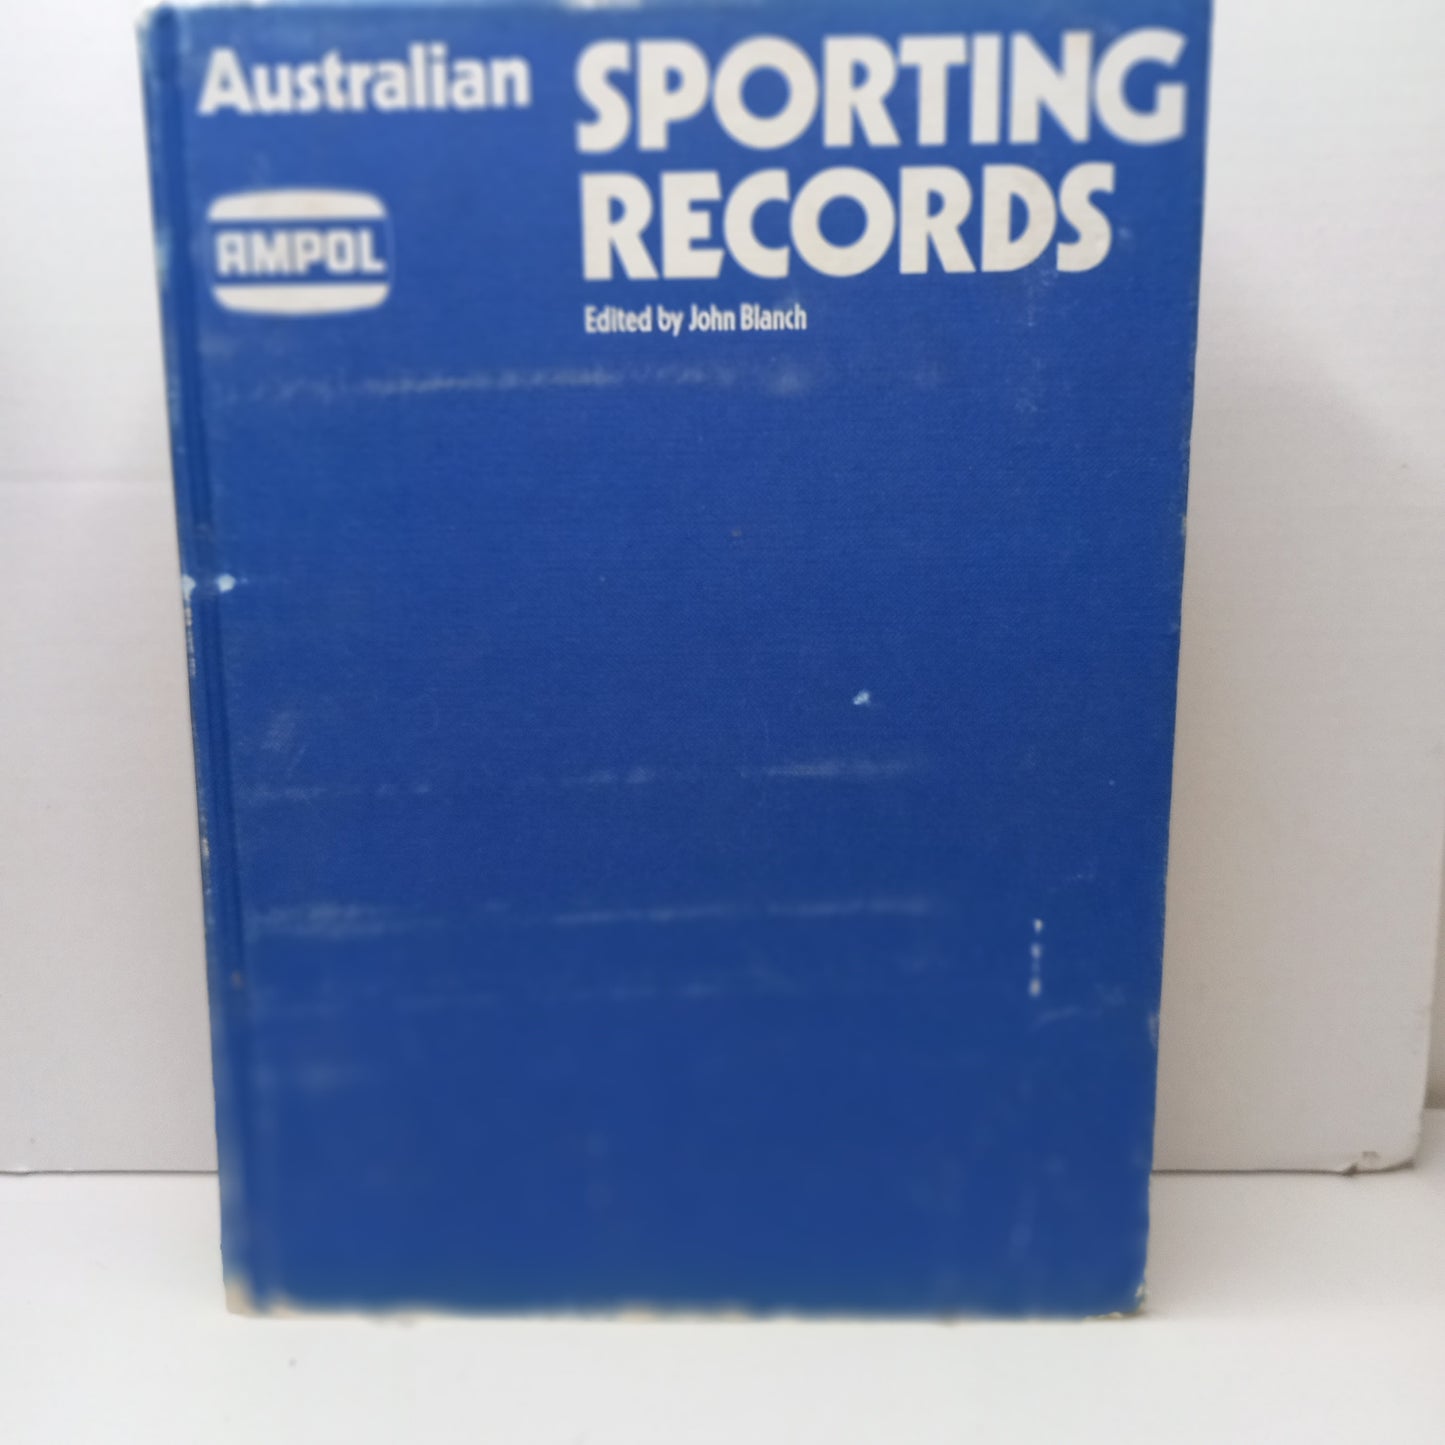 Australian
SPORTING
RECORDS
AMPOL
Edited by John Blanch